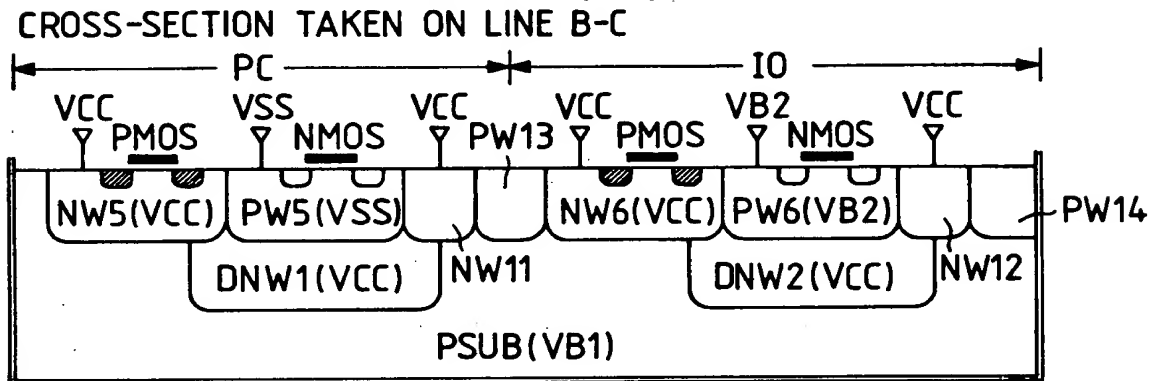 CROSS-SECTION TAKEN ON LINE B-C
PC IO
VCC VSS VCC VCC VB2 VCC
PMOS NMOS PW13 PMOS NMOS
NW5(VCC) PW5(VSS) NW6(VCC) PW6(VB2) PW14
DNW1(VCC) NW11 DNW2(VCC) NW12
PSUB(VB1)